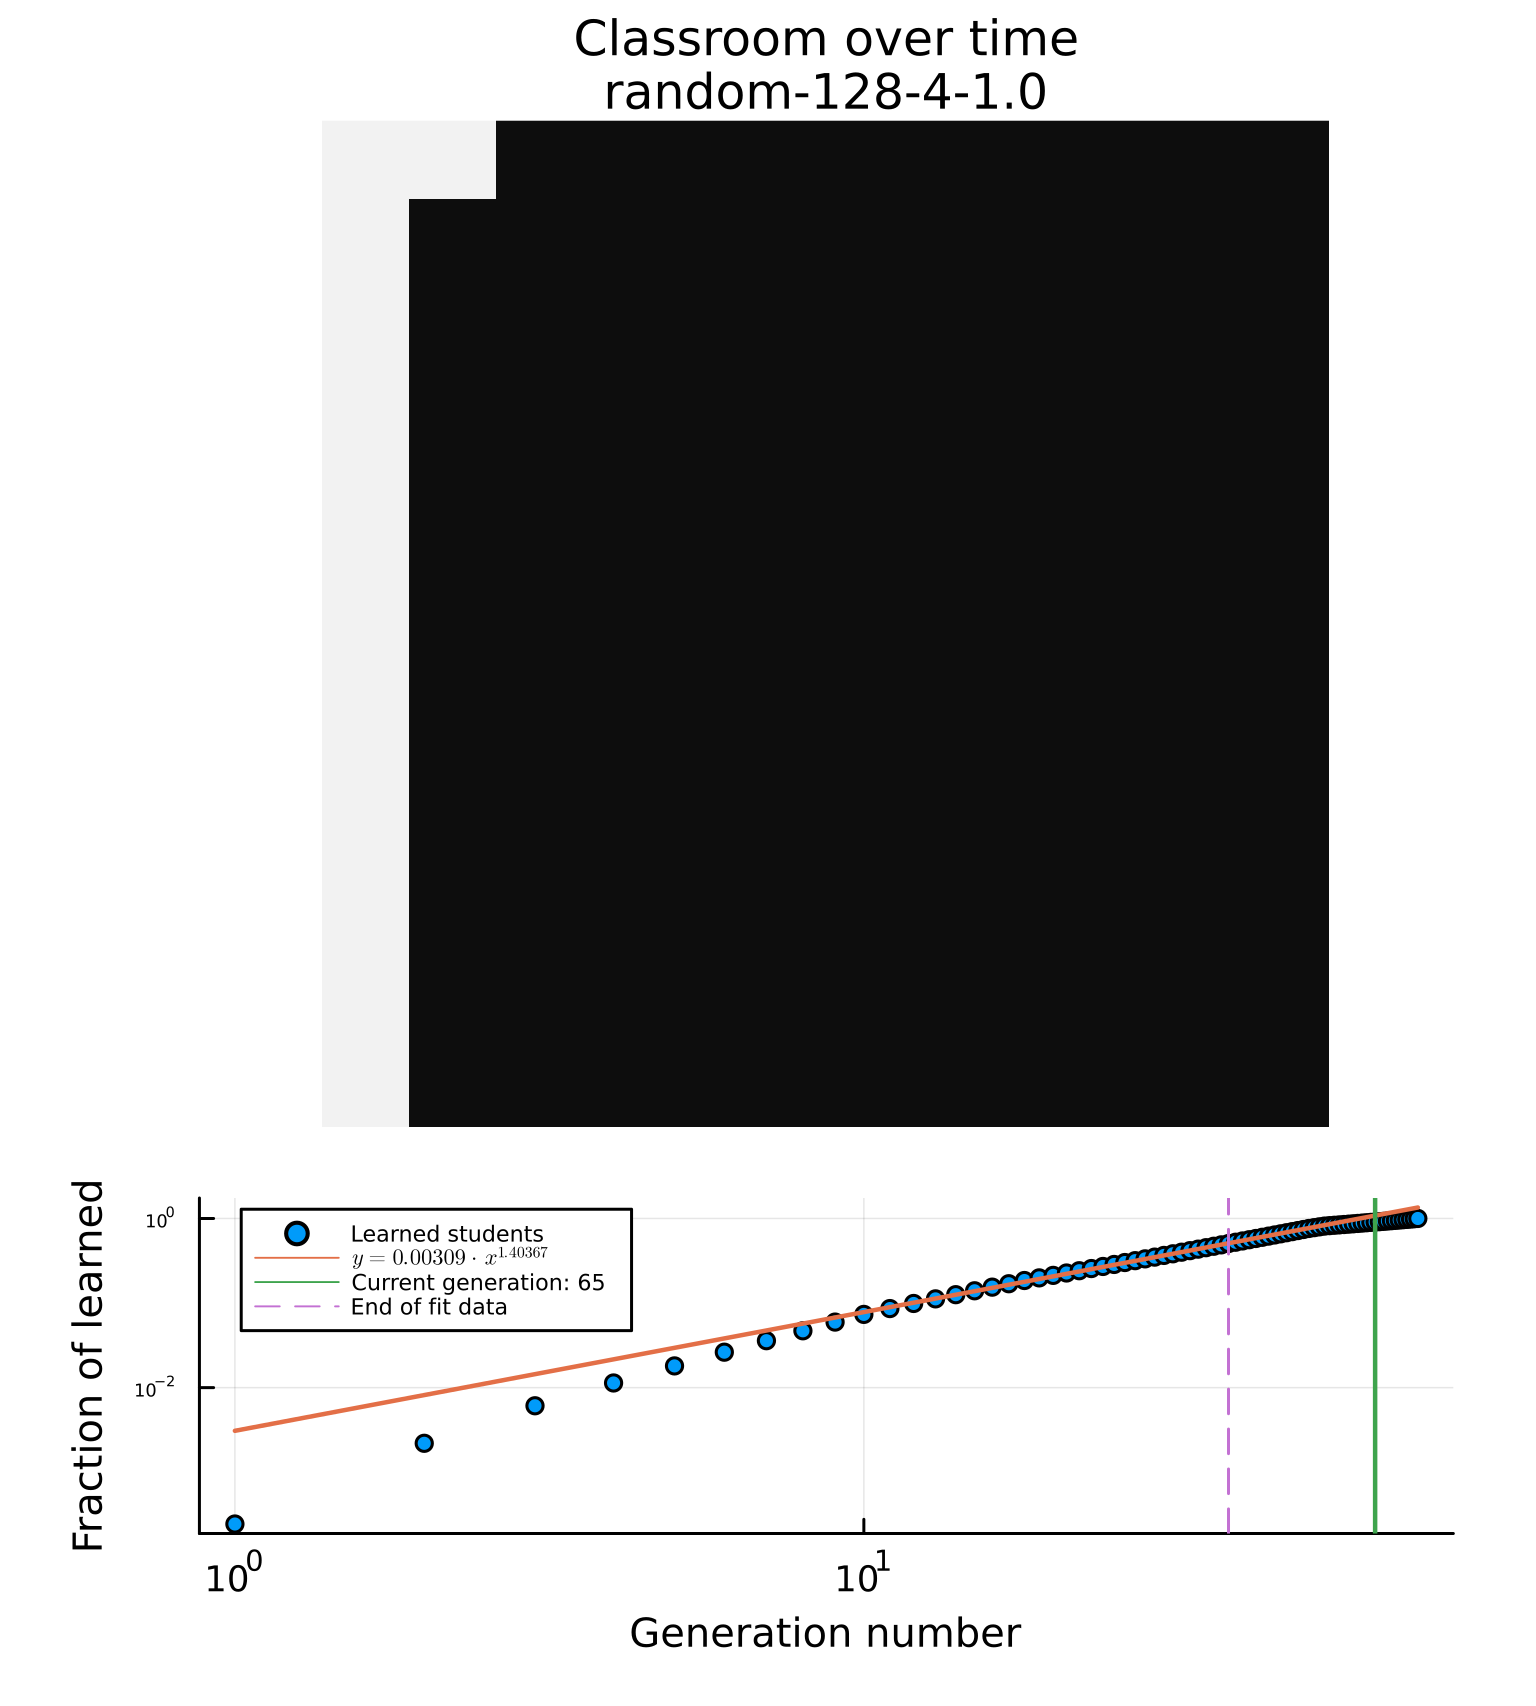 Classroom over time
random-128-4-1.0
Fraction of learned
10⁰
10⁻²
Learned students
y = 0.00309 · x^1.40367
Current generation: 65
End of fit data
10⁰
10¹
Generation number